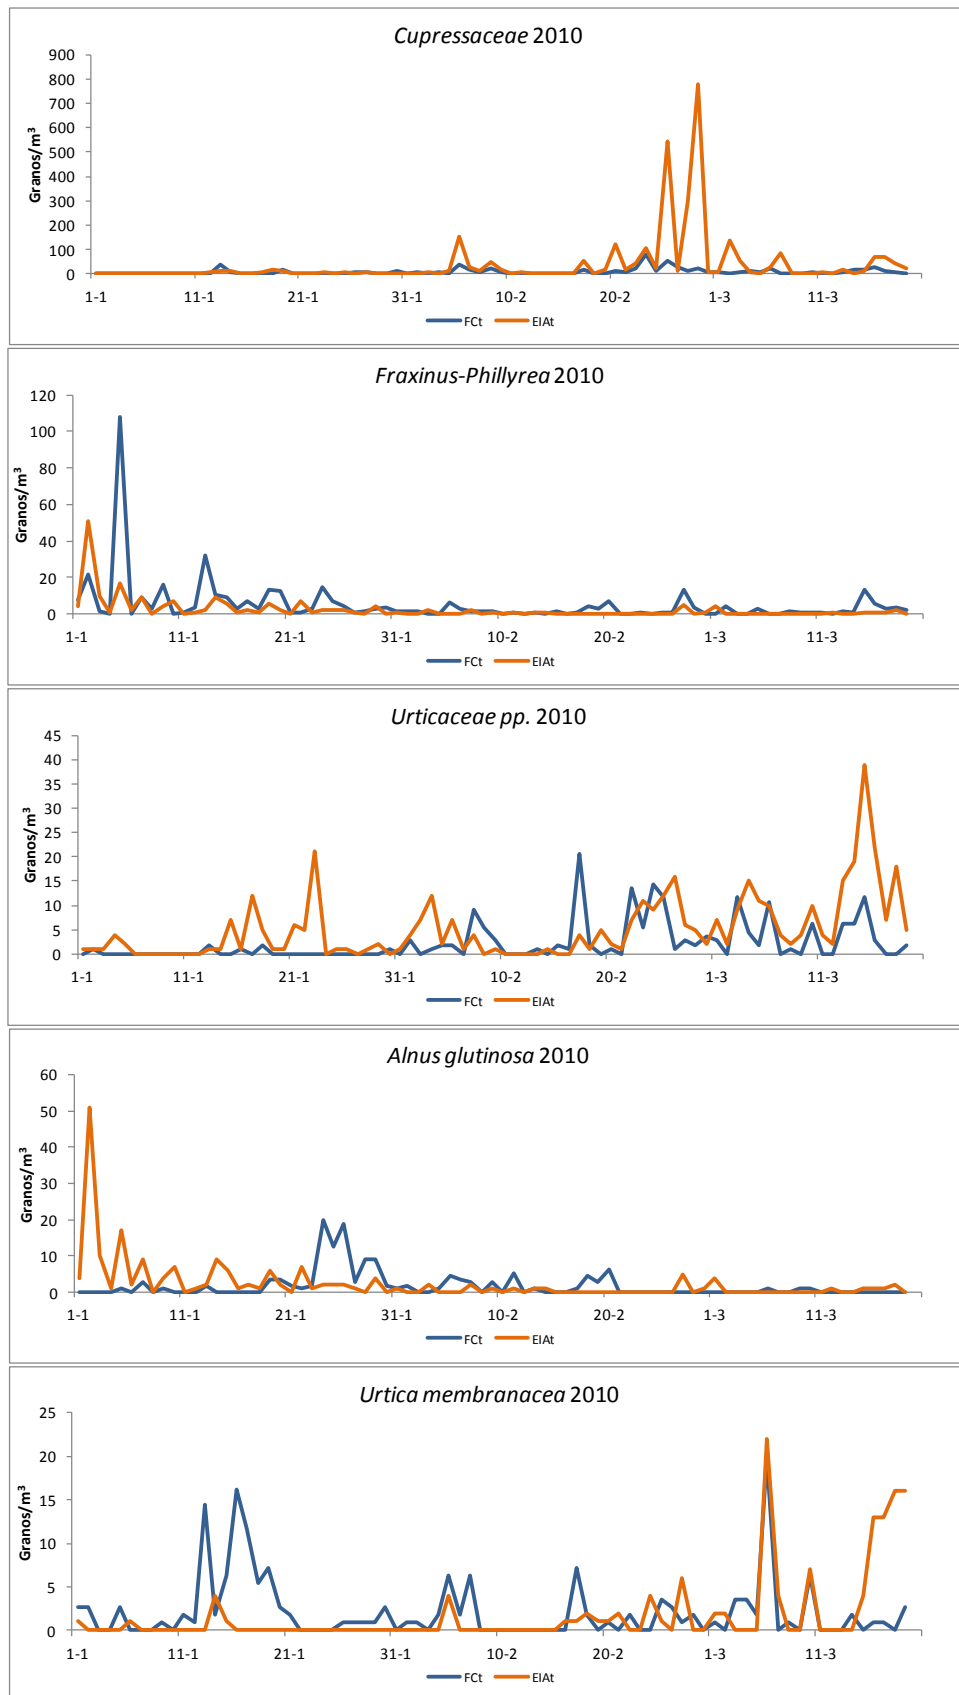 Cupressaceae 2010
Granos/m³
900
800
700
600
500
400
300
200
100
0
1-1 11-1 21-1 31-1 10-2 20-2 1-3 11-3
FCt EIAt
Fraxinus-Phillyrea 2010
Granos/m³
120
100
80
60
40
20
0
1-1 11-1 21-1 31-1 10-2 20-2 1-3 11-3
FCt EIAt
Urticaceae pp. 2010
Granos/m³
45
40
35
30
25
20
15
10
5
0
1-1 11-1 21-1 31-1 10-2 20-2 1-3 11-3
FCt EIAt
Alnus glutinosa 2010
Granos/m³
60
50
40
30
20
10
0
1-1 11-1 21-1 31-1 10-2 20-2 1-3 11-3
FCt EIAt
Urtica membranacea 2010
Granos/m³
25
20
15
10
5
0
1-1 11-1 21-1 31-1 10-2 20-2 1-3 11-3
FCt EIAt